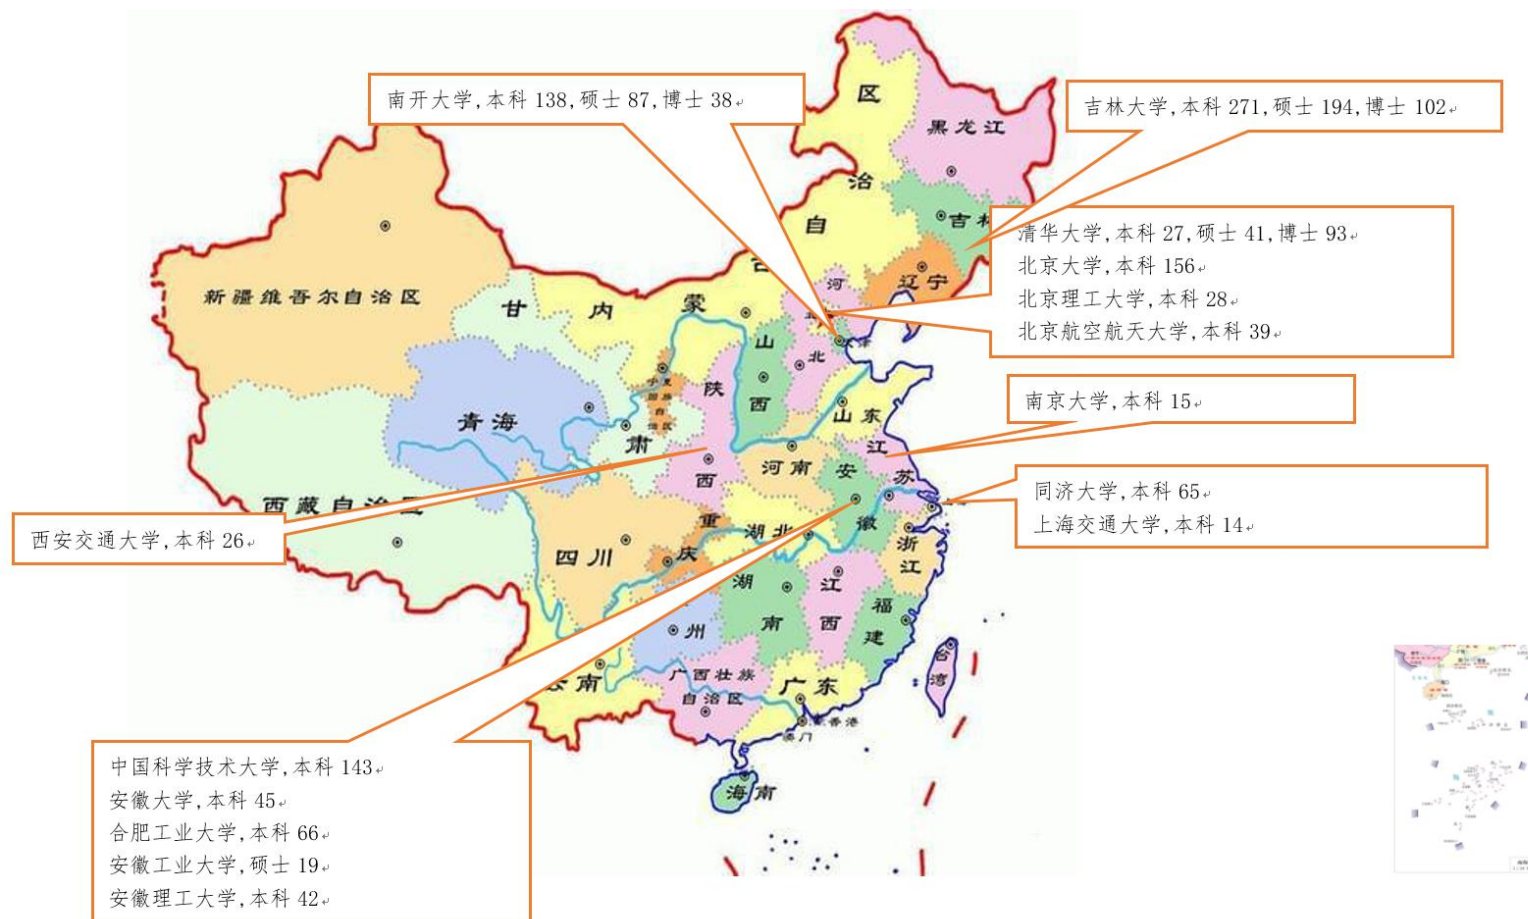 南开大学,本科 138,硕士 87,博士 38
吉林大学,本科 271,硕士 194,博士 102
清华大学,本科 27,硕士 41,博士 93
北京大学,本科 156
北京理工大学,本科 28
北京航空航天大学,本科 39
南京大学,本科 15
同济大学,本科 65
上海交通大学,本科 14
西安交通大学,本科 26
中国科学技术大学,本科 143
安徽大学,本科 45
合肥工业大学,本科 66
安徽工业大学,硕士 19
安徽理工大学,本科 42
黑龙江
吉林
辽宁
内
蒙
自
治
区
新疆维吾尔自治区
甘
肃
青海
西藏自治区
宁夏
回族
自
治区
陕
西
山
西
河
北
山东
河南
江
苏
安
徽
湖北
重
庆
四川
浙
江
湖
南
江
西
福
建
州
云南
广西壮族
自治区
广东
香港
澳门
海南
台
湾